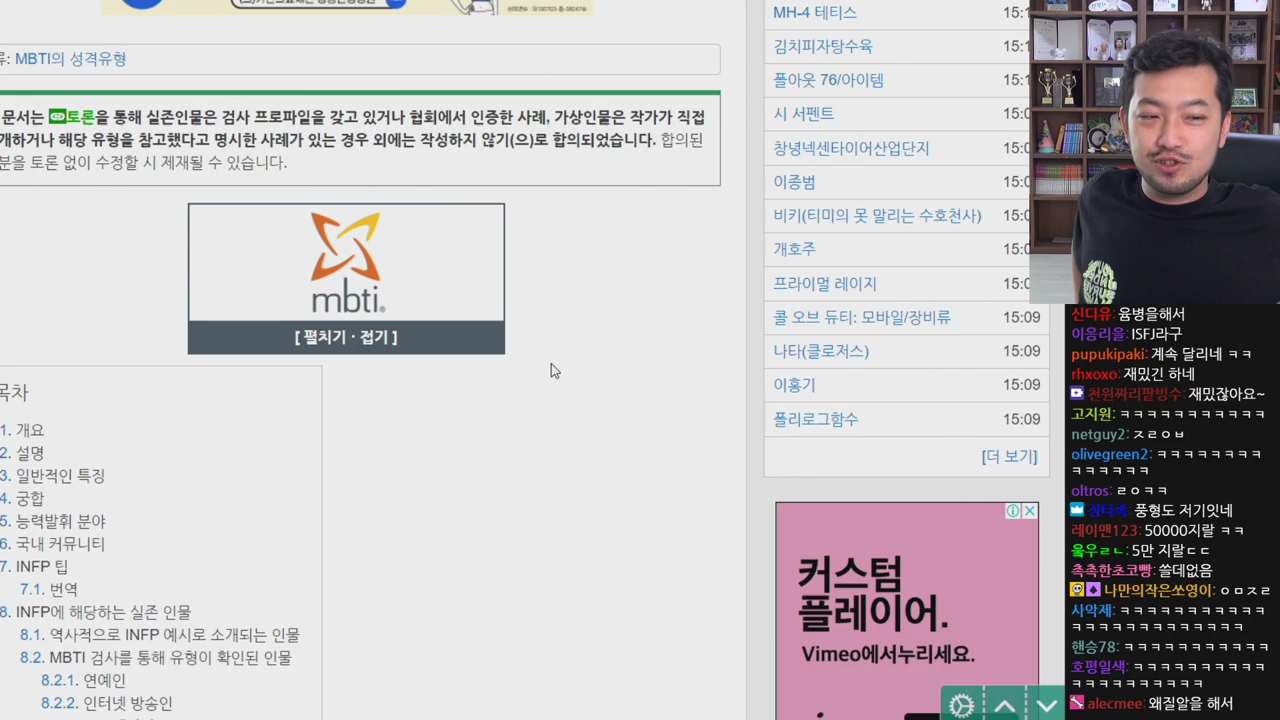 류: MBTI의 성격유형
문서는 토론을 통해 실존인물은 검사 프로파일을 갖고 있거나 협회에서 인증한 사례, 가상인물은 작가가 직접
개하거나 해당 유형을 참고했다고 명시한 사례가 있는 경우 외에는 작성하지 않기(으)로 합의되었습니다. 합의된
분을 토론 없이 수정할 시 제재될 수 있습니다.
mbti®
[ 펼치기 · 접기 ]
목차
1. 개요
2. 설명
3. 일반적인 특징
4. 궁합
5. 능력발휘 분야
6. 국내 커뮤니티
7. INFP 팁
7.1. 번역
8. INFP에 해당하는 실존 인물
8.1. 역사적으로 INFP 예시로 소개되는 인물
8.2. MBTI 검사를 통해 유형이 확인된 인물
8.2.1. 연예인
8.2.2. 인터넷 방송인
MH-4 테티스 15:1
김치피자탕수육 15:1
폴아웃 76/아이템 15:1
시 서펜트 15:0
창녕넥센타이어산업단지 15:0
이종범 15:0
비키(티미의 못 말리는 수호천사) 15:0
개호주 15:0
프라이멀 레이지 15:0
콜 오브 듀티: 모바일/장비류 15:09
나타(클로저스) 15:09
이홍기 15:09
폴리로그함수 15:09
[더 보기]
커스텀
플레이어.
Vimeo에서누리세요.
신디유: 융병을해서
이응리을: ISFJ라구
pupukipaki: 계속 달리네 ㅋㅋ
rhxoxo: 재밌긴 하네
천원짜리팥빙수: 재밌잖아요~
고지원: ㅋㅋㅋㅋㅋㅋㅋㅋㅋㅋㅋ
netguy2: ㅈㄹㅇㅂ
olivegreen2: ㅋㅋㅋㅋㅋㅋㅋㅋ
ㅋㅋㅋㅋㅋㅋ
oltros: ㄹㅇㅋㅋ
풍형도 저기잇네
레이맨123: 50000지랄 ㅋㅋ
5만 지랄ㄷㄷ
촉촉한초코빵: 쓸데없음
나만의작은쏘영이: ㅇㅁㅈㄹ
사악제: ㅋㅋㅋㅋㅋㅋㅋㅋㅋㅋㅋ
ㅋㅋㅋㅋㅋㅋㅋㅋㅋㅋㅋㅋㅋ
핸승78: ㅋㅋㅋㅋㅋㅋㅋㅋㅋㅋㅋ
호평일색: ㅋㅋㅋㅋㅋㅋㅋㅋㅋㅋ
ㅋㅋㅋㅋㅋㅋㅋㅋㅋㅋ
alecmee: 왜질알을 해서